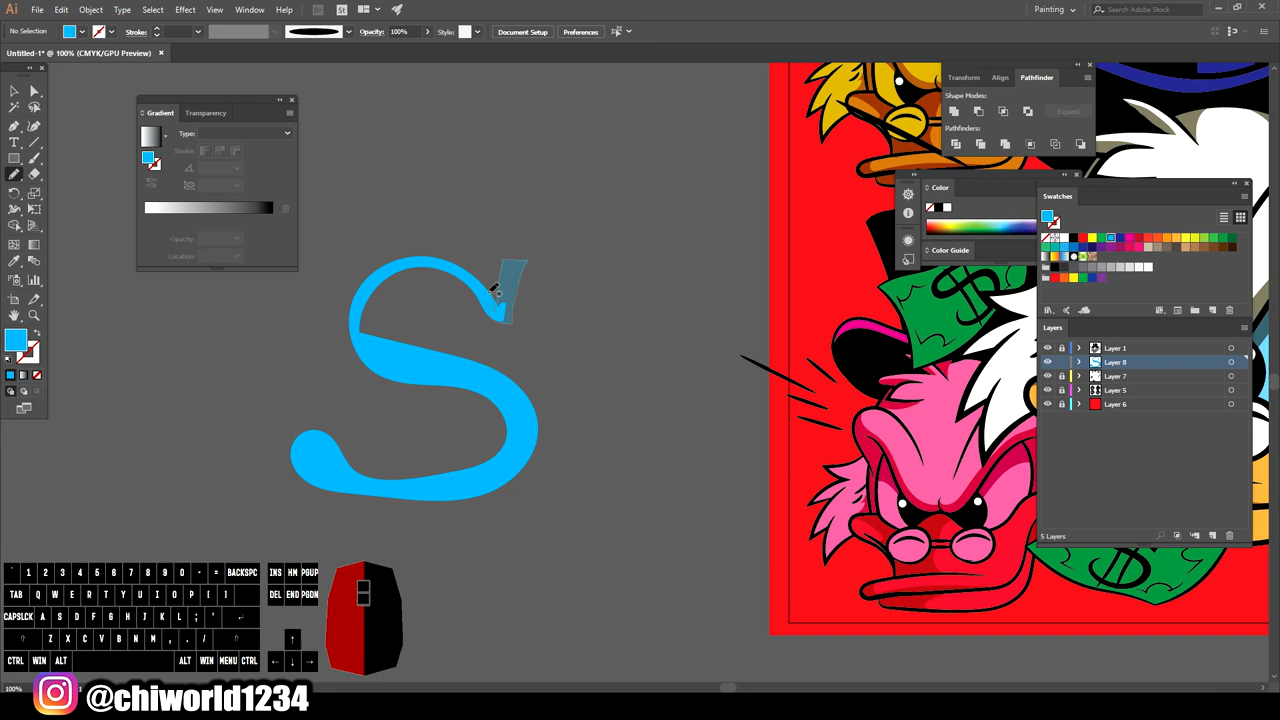 Ai File Edit Object Type Select Effect View Window Help Br St Painting Search Adobe Stock
No Selection Stroke: Opacity: 100% Style: Document Setup Preferences
Untitled-1* @ 100% (CMYK/GPU Preview) ×
Transform Align Pathfinder
Shape Modes:
Expand
Pathfinders:
Gradient Transparency
Type:
Stroke:
Opacity:
Location:
Color
Color Guide
Swatches
S
$
$
Layers
Layer 1
Layer 8
Layer 7
Layer 5
Layer 6
5 Layers
` 1 2 3 4 5 6 7 8 9 0 - = BACKSPC INS HM PGUP
TAB Q W E R T Y U I O P [ ] DEL END PGDN
CAPSLCK A S D F G H J K L ; '
Z X C V B N M , . /
CTRL WIN ALT ALT WIN MENU CTRL
100%
@chiworld1234